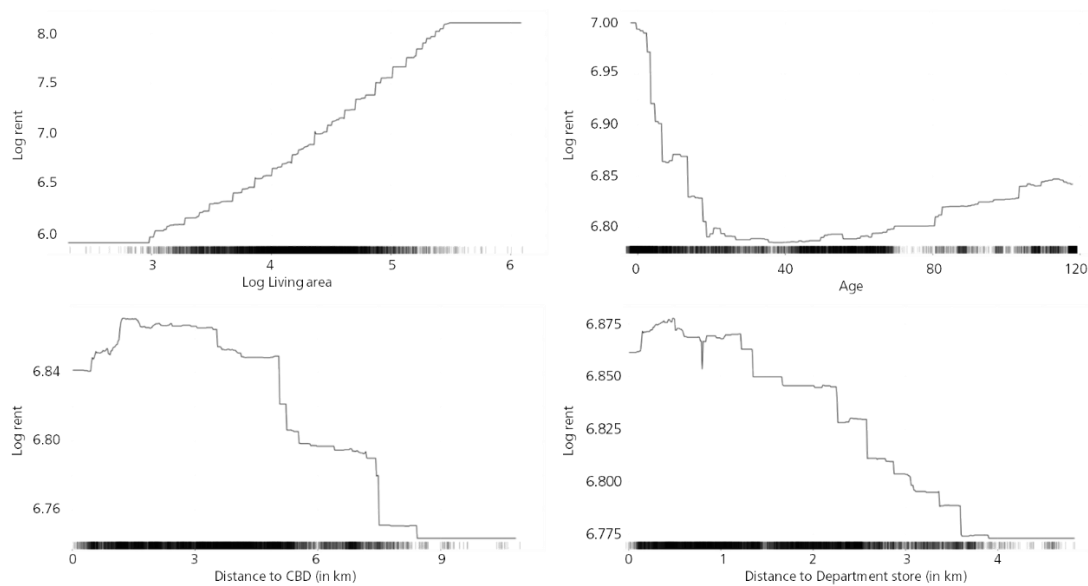 8.0
7.5
7.0
6.5
6.0
Log rent
3 4 5 6
Log Living area
7.00
6.95
6.90
6.85
6.80
Log rent
0 40 80 120
Age
6.84
6.80
6.76
Log rent
0 3 6 9
Distance to CBD (in km)
6.875
6.850
6.825
6.800
6.775
Log rent
0 1 2 3 4
Distance to Department store (in km)